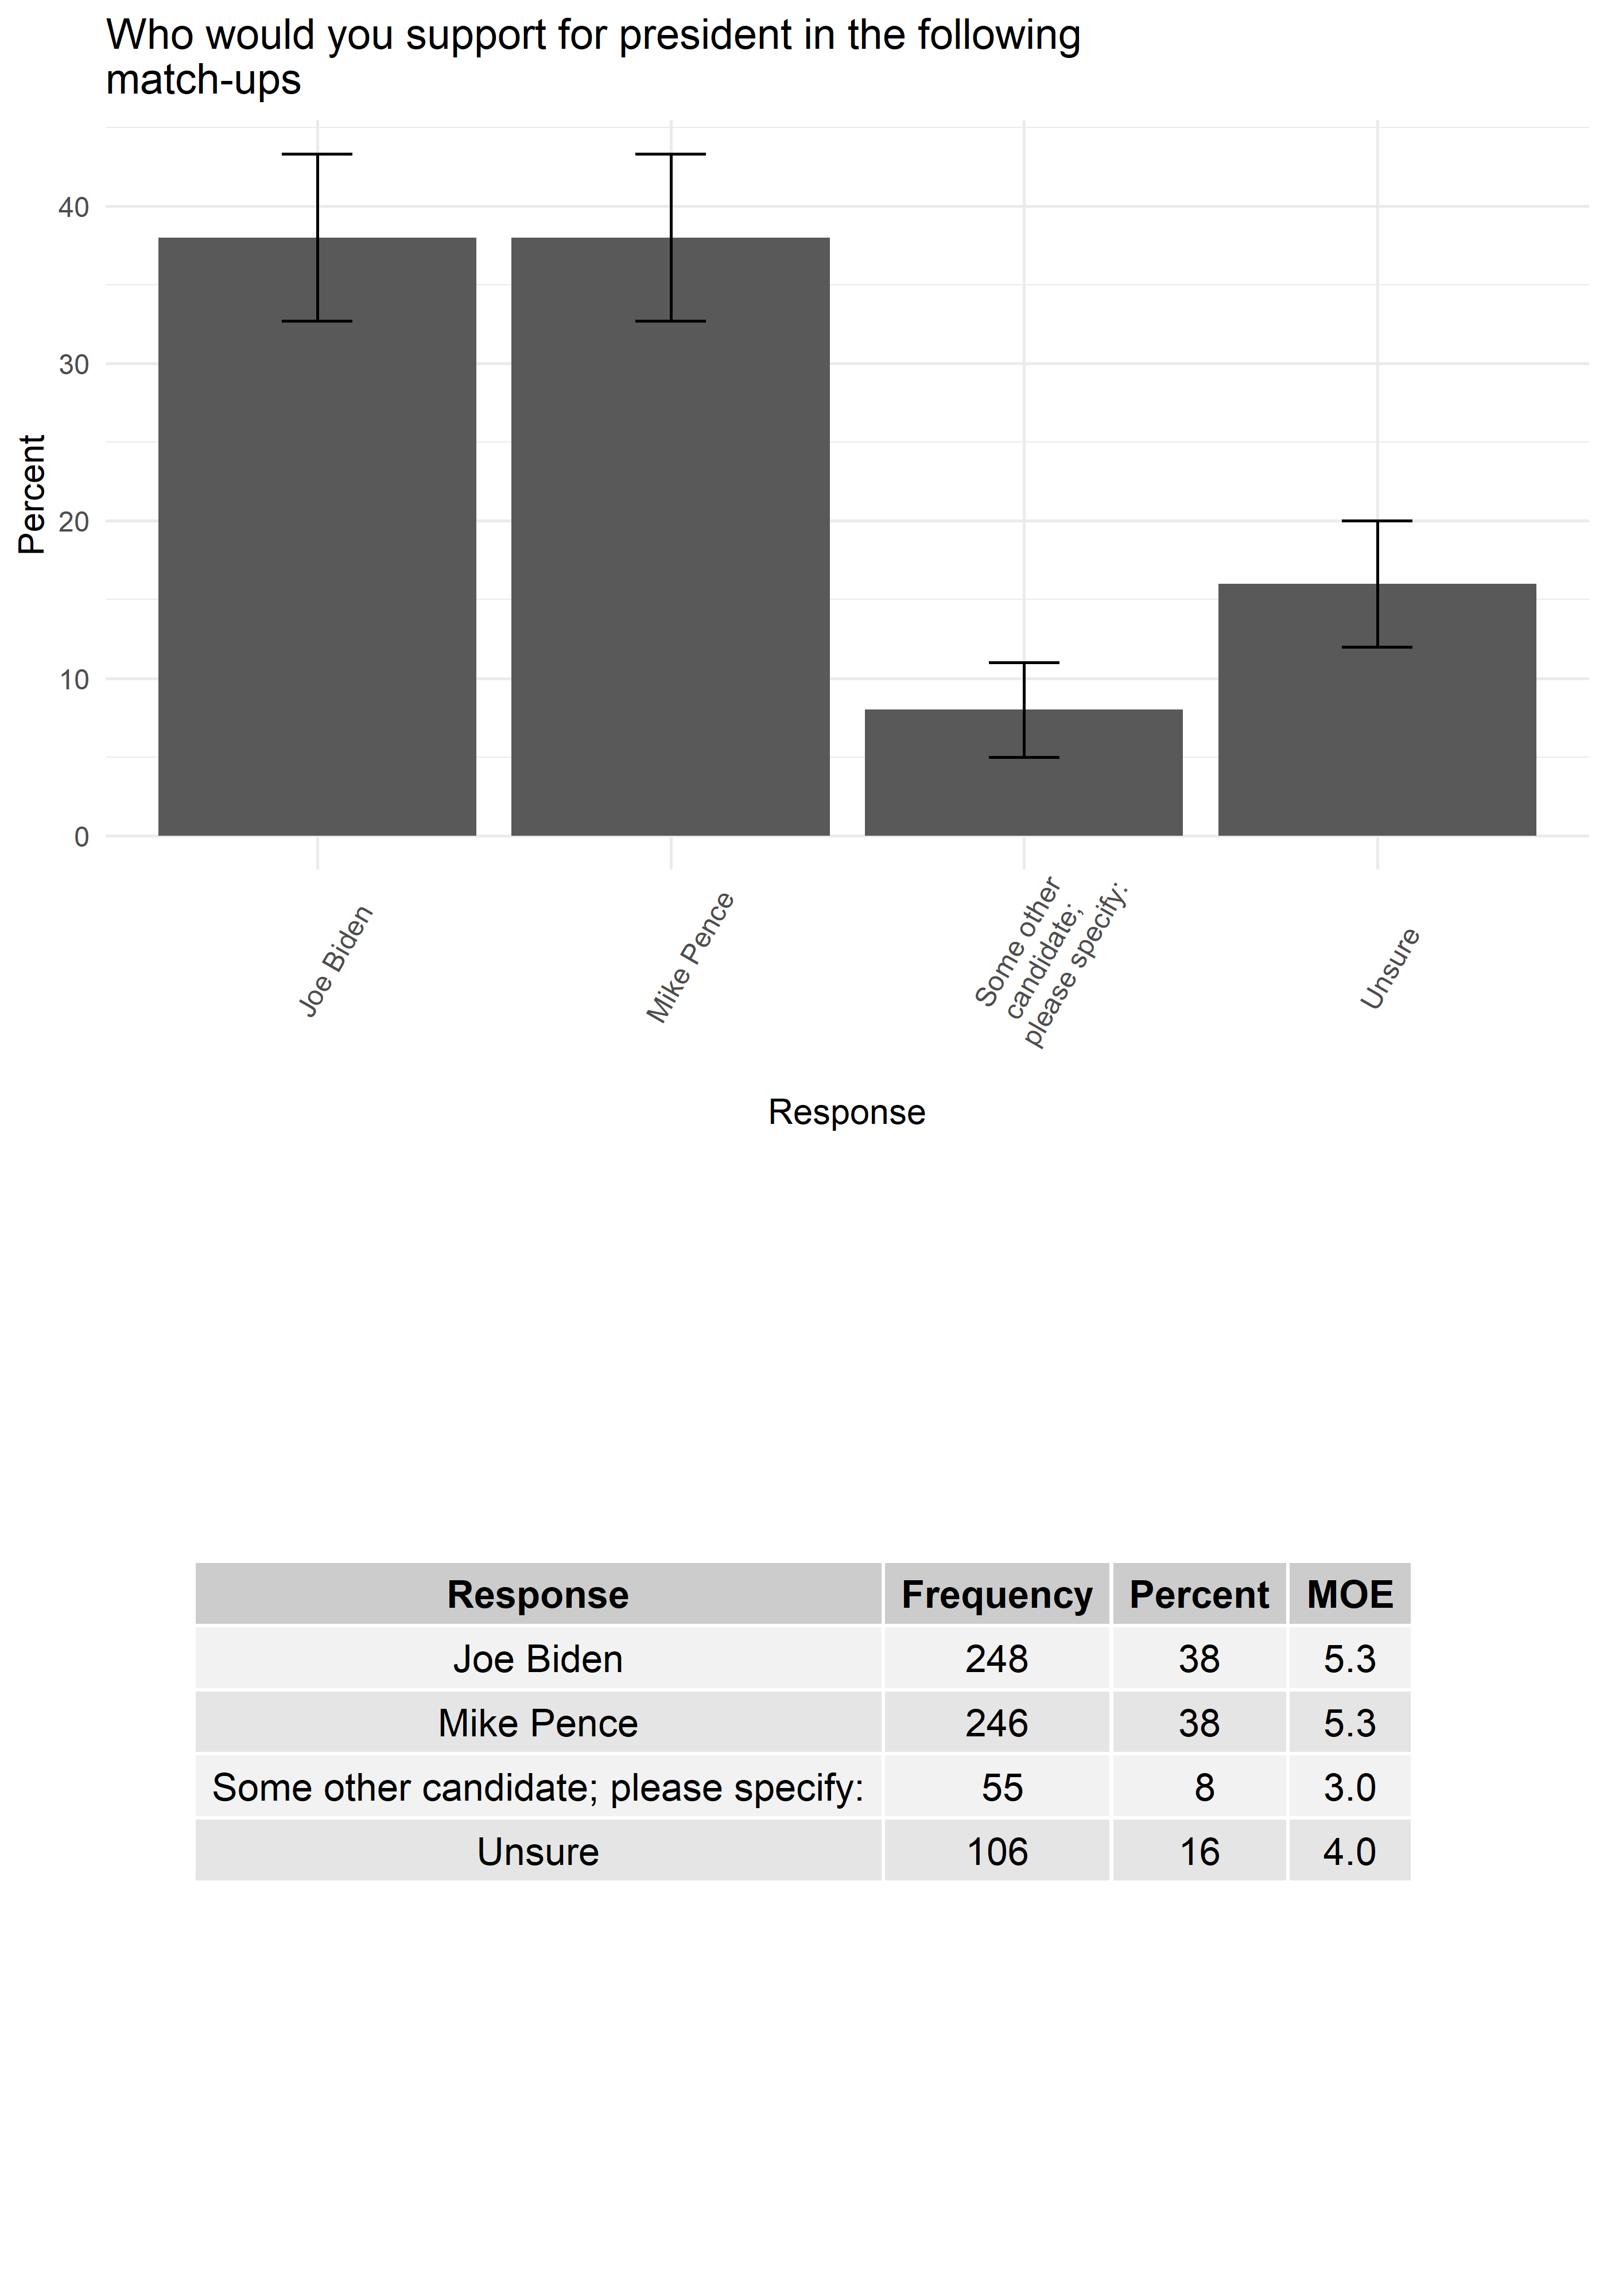 Who would you support for president in the following
match-ups
Percent
40
30
20
10
0
Joe Biden
Mike Pence
Some other
candidate;
please specify:
Unsure
Response
Response Frequency Percent MOE
Joe Biden 248 38 5.3
Mike Pence 246 38 5.3
Some other candidate; please specify: 55 8 3.0
Unsure 106 16 4.0